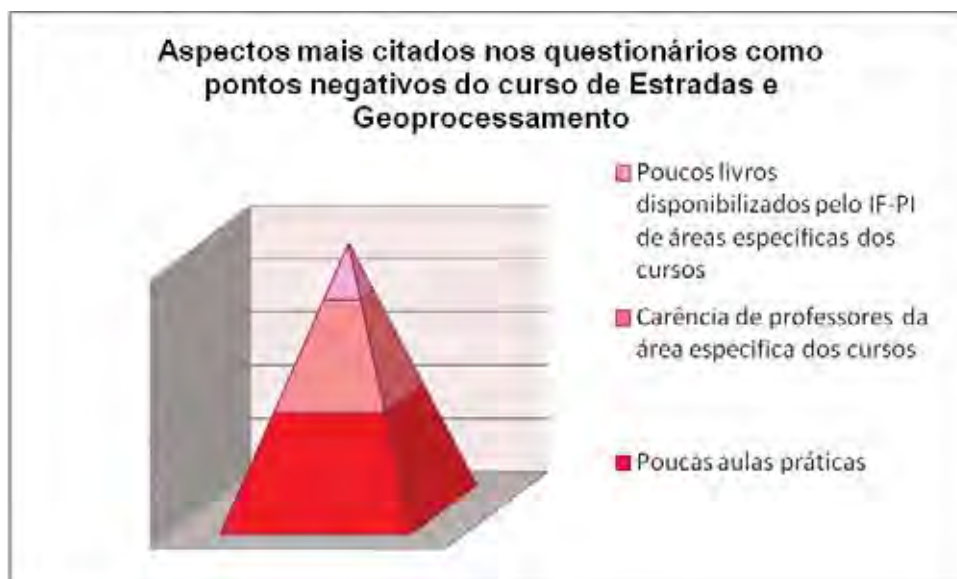 Aspectos mais citados nos questionários como
pontos negativos do curso de Estradas e
Geoprocessamento
Poucos livros
disponibilizados pelo IF-PI
de áreas específicas dos
cursos
Carência de professores da
área específica dos cursos
Poucas aulas práticas